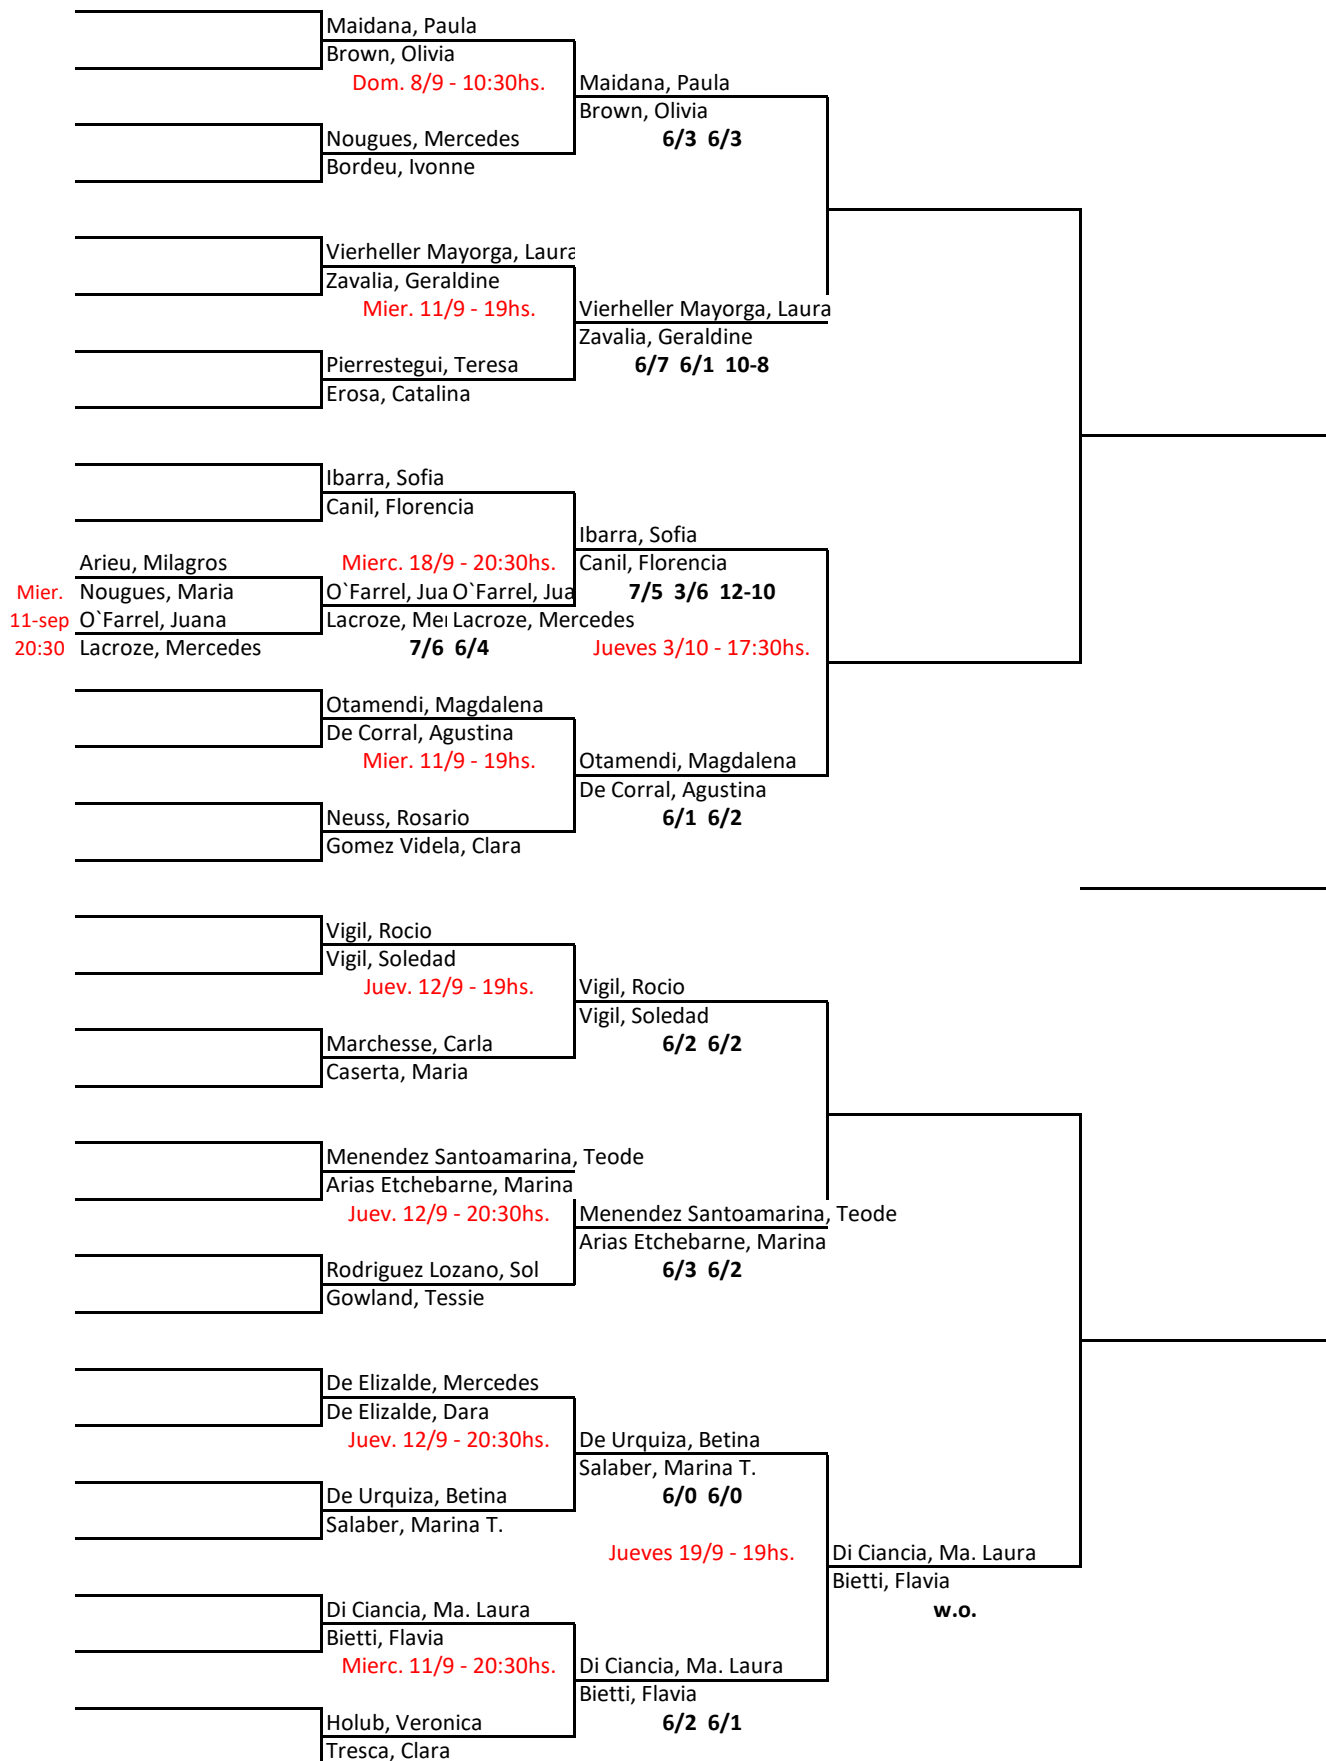 Maidana, Paula
Brown, Olivia
Dom. 8/9 - 10:30hs.
Maidana, Paula
Brown, Olivia
6/3 6/3
Nougues, Mercedes
Bordeu, Ivonne
Vierheller Mayorga, Laura
Zavalia, Geraldine
Mier. 11/9 - 19hs.
Vierheller Mayorga, Laura
Zavalia, Geraldine
6/7 6/1 10-8
Pierrestegui, Teresa
Erosa, Catalina
Ibarra, Sofia
Canil, Florencia
Ibarra, Sofia
Canil, Florencia
7/5 3/6 12-10
Mierc. 18/9 - 20:30hs.
Arieu, Milagros
Mier. Nougues, Maria
11-sep O`Farrel, Juana
20:30 Lacroze, Mercedes
O`Farrel, Jua O`Farrel, Jua
Lacroze, Mer Lacroze, Mercedes
7/6 6/4
Jueves 3/10 - 17:30hs.
Otamendi, Magdalena
De Corral, Agustina
Mier. 11/9 - 19hs.
Otamendi, Magdalena
De Corral, Agustina
6/1 6/2
Neuss, Rosario
Gomez Videla, Clara
Vigil, Rocio
Vigil, Soledad
Juev. 12/9 - 19hs.
Vigil, Rocio
Vigil, Soledad
6/2 6/2
Marchesse, Carla
Caserta, Maria
Menendez Santoamarina, Teode
Arias Etchebarne, Marina
Juev. 12/9 - 20:30hs.
Menendez Santoamarina, Teode
Arias Etchebarne, Marina
6/3 6/2
Rodriguez Lozano, Sol
Gowland, Tessie
De Elizalde, Mercedes
De Elizalde, Dara
Juev. 12/9 - 20:30hs.
De Urquiza, Betina
Salaber, Marina T.
6/0 6/0
De Urquiza, Betina
Salaber, Marina T.
Jueves 19/9 - 19hs.
Di Ciancia, Ma. Laura
Bietti, Flavia
w.o.
Di Ciancia, Ma. Laura
Bietti, Flavia
Mierc. 11/9 - 20:30hs.
Di Ciancia, Ma. Laura
Bietti, Flavia
6/2 6/1
Holub, Veronica
Tresca, Clara